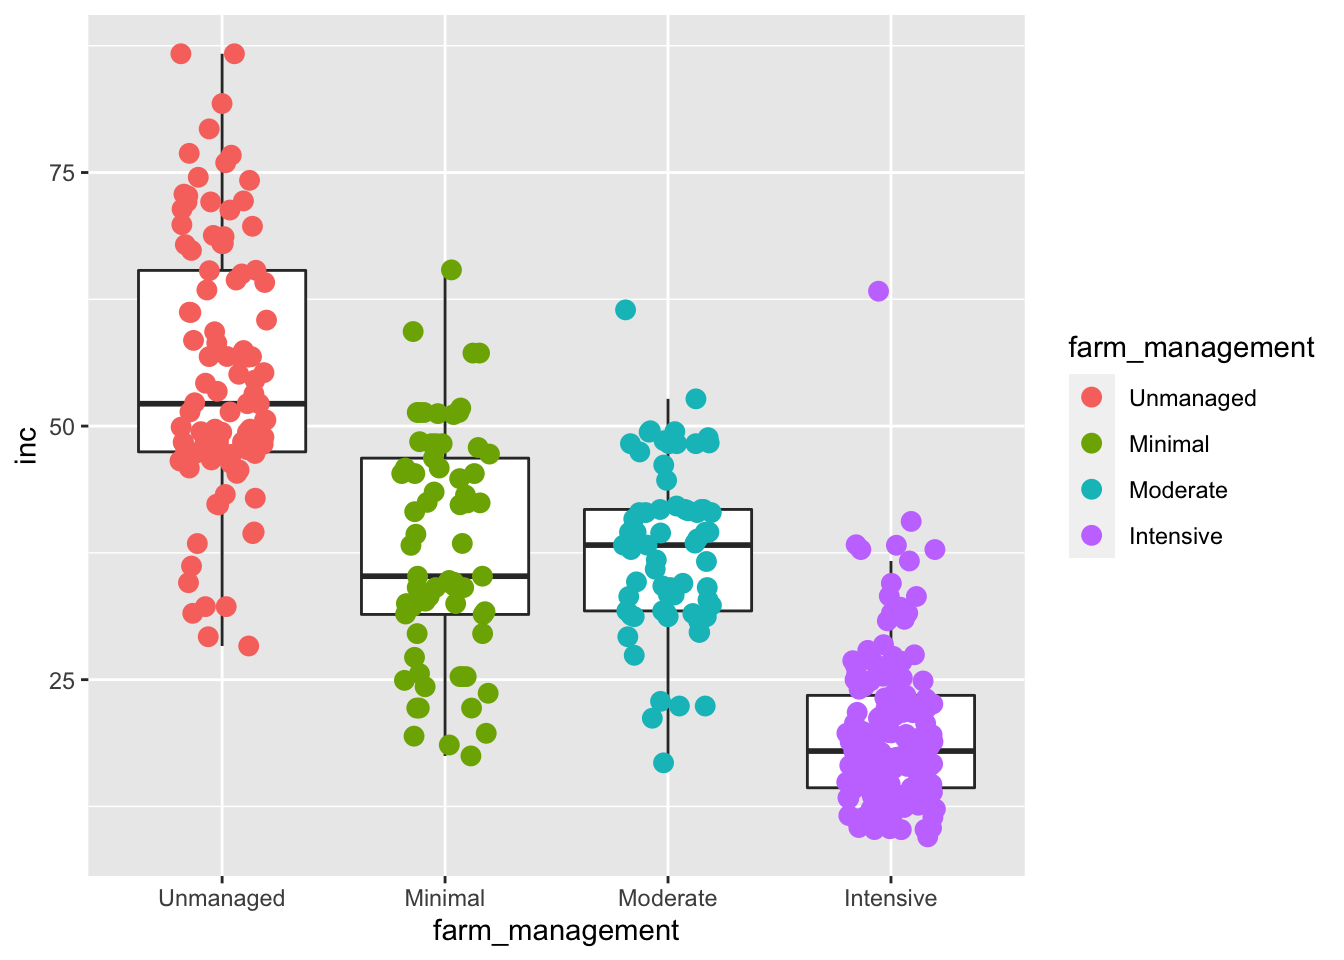 75
50
25
inc
Unmanaged
Minimal
Moderate
Intensive
farm_management
farm_management
Unmanaged
Minimal
Moderate
Intensive